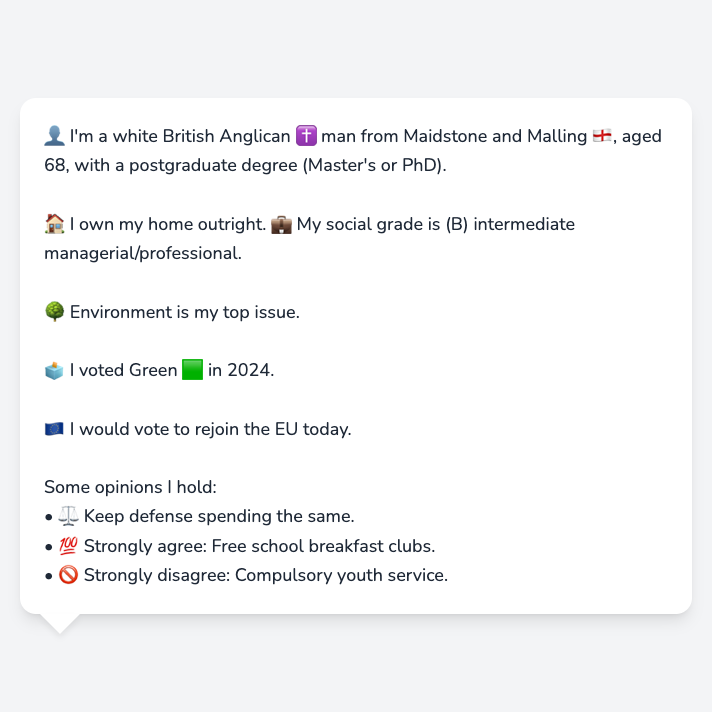 👤 I'm a white British Anglican ✝️ man from Maidstone and Malling 🏴󠁧󠁢󠁥󠁮󠁧󠁿, aged
68, with a postgraduate degree (Master's or PhD).
🏠 I own my home outright. 💼 My social grade is (B) intermediate
managerial/professional.
🌳 Environment is my top issue.
🗳️ I voted Green 🟩 in 2024.
🇪🇺 I would vote to rejoin the EU today.
Some opinions I hold:
• ⚖️ Keep defense spending the same.
• 💯 Strongly agree: Free school breakfast clubs.
• 🚫 Strongly disagree: Compulsory youth service.